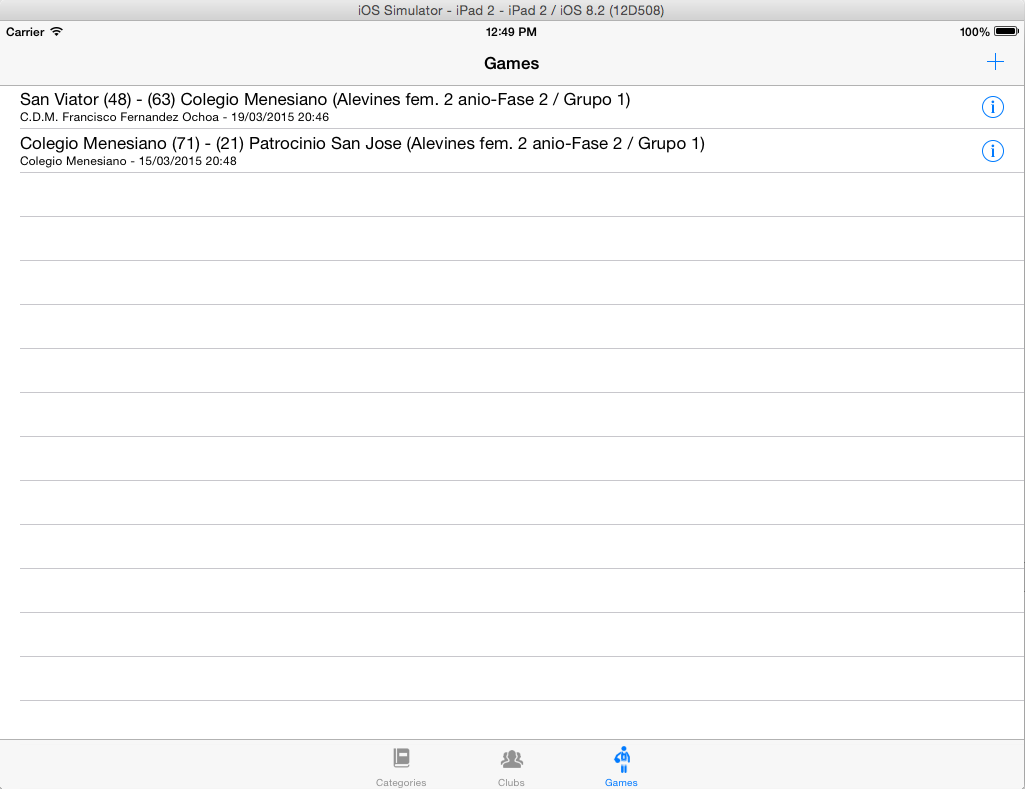 iOS Simulator - iPad 2 - iPad 2 / iOS 8.2 (12D508)
Carrier 12:49 PM 100%
Games
San Viator (48) - (63) Colegio Menesiano (Alevines fem. 2 anio-Fase 2 / Grupo 1)
C.D.M. Francisco Fernandez Ochoa - 19/03/2015 20:46
Colegio Menesiano (71) - (21) Patrocinio San Jose (Alevines fem. 2 anio-Fase 2 / Grupo 1)
Colegio Menesiano - 15/03/2015 20:48
Categories Clubs Games